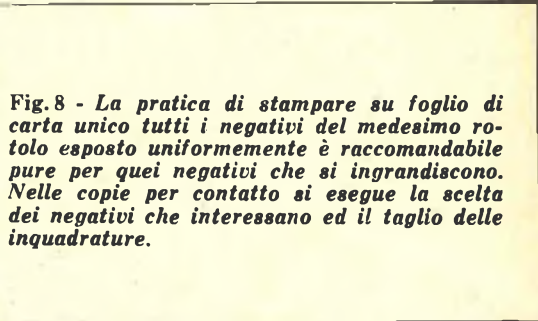 Fig. 8 - La pratica di stampare su foglio di
carta unico tutti i negativi del medesimo ro-
tolo esposto uniformemente è raccomandabile
pure per quei negativi che si ingrandiscono.
Nelle copie per contatto si esegue la scelta
dei negativi che interessano ed il taglio delle
inquadrature.